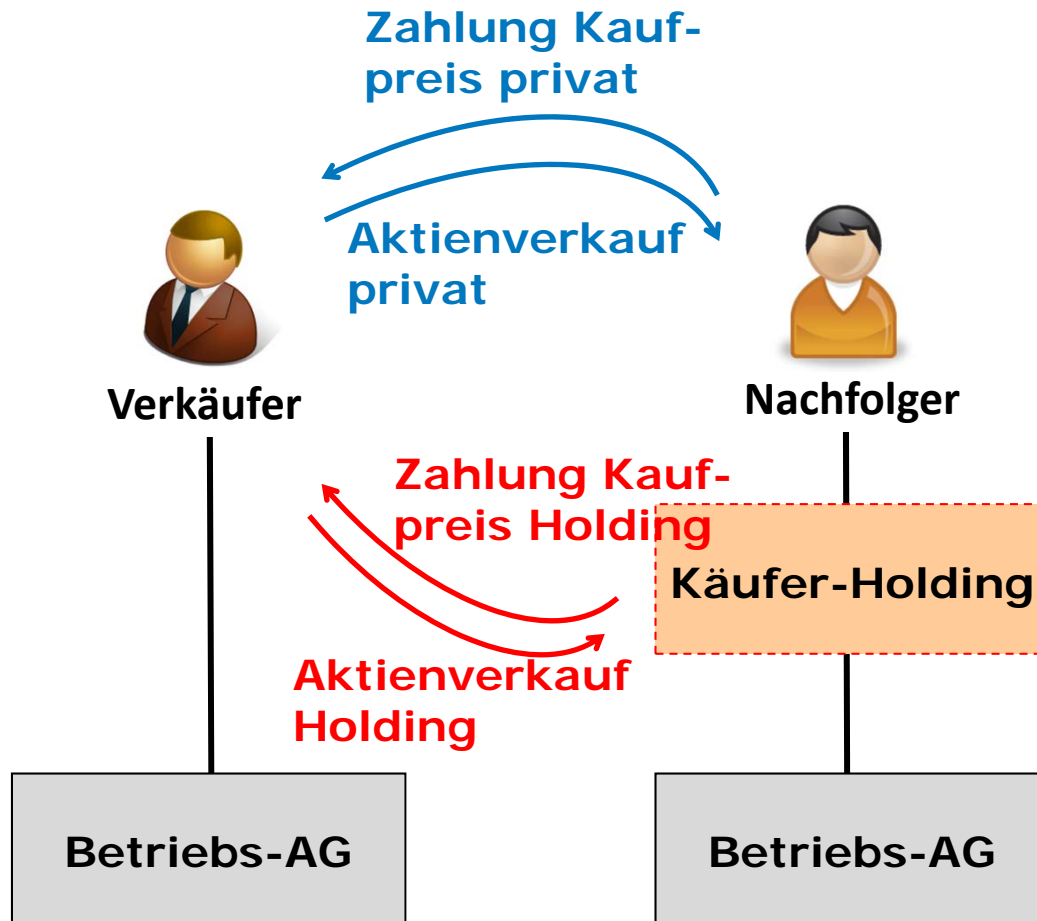 Zahlung Kauf-
preis privat
Aktienverkauf
privat
Verkäufer
Nachfolger
Zahlung Kauf-
preis Holding
Käufer-Holding
Aktienverkauf
Holding
Betriebs-AG
Betriebs-AG